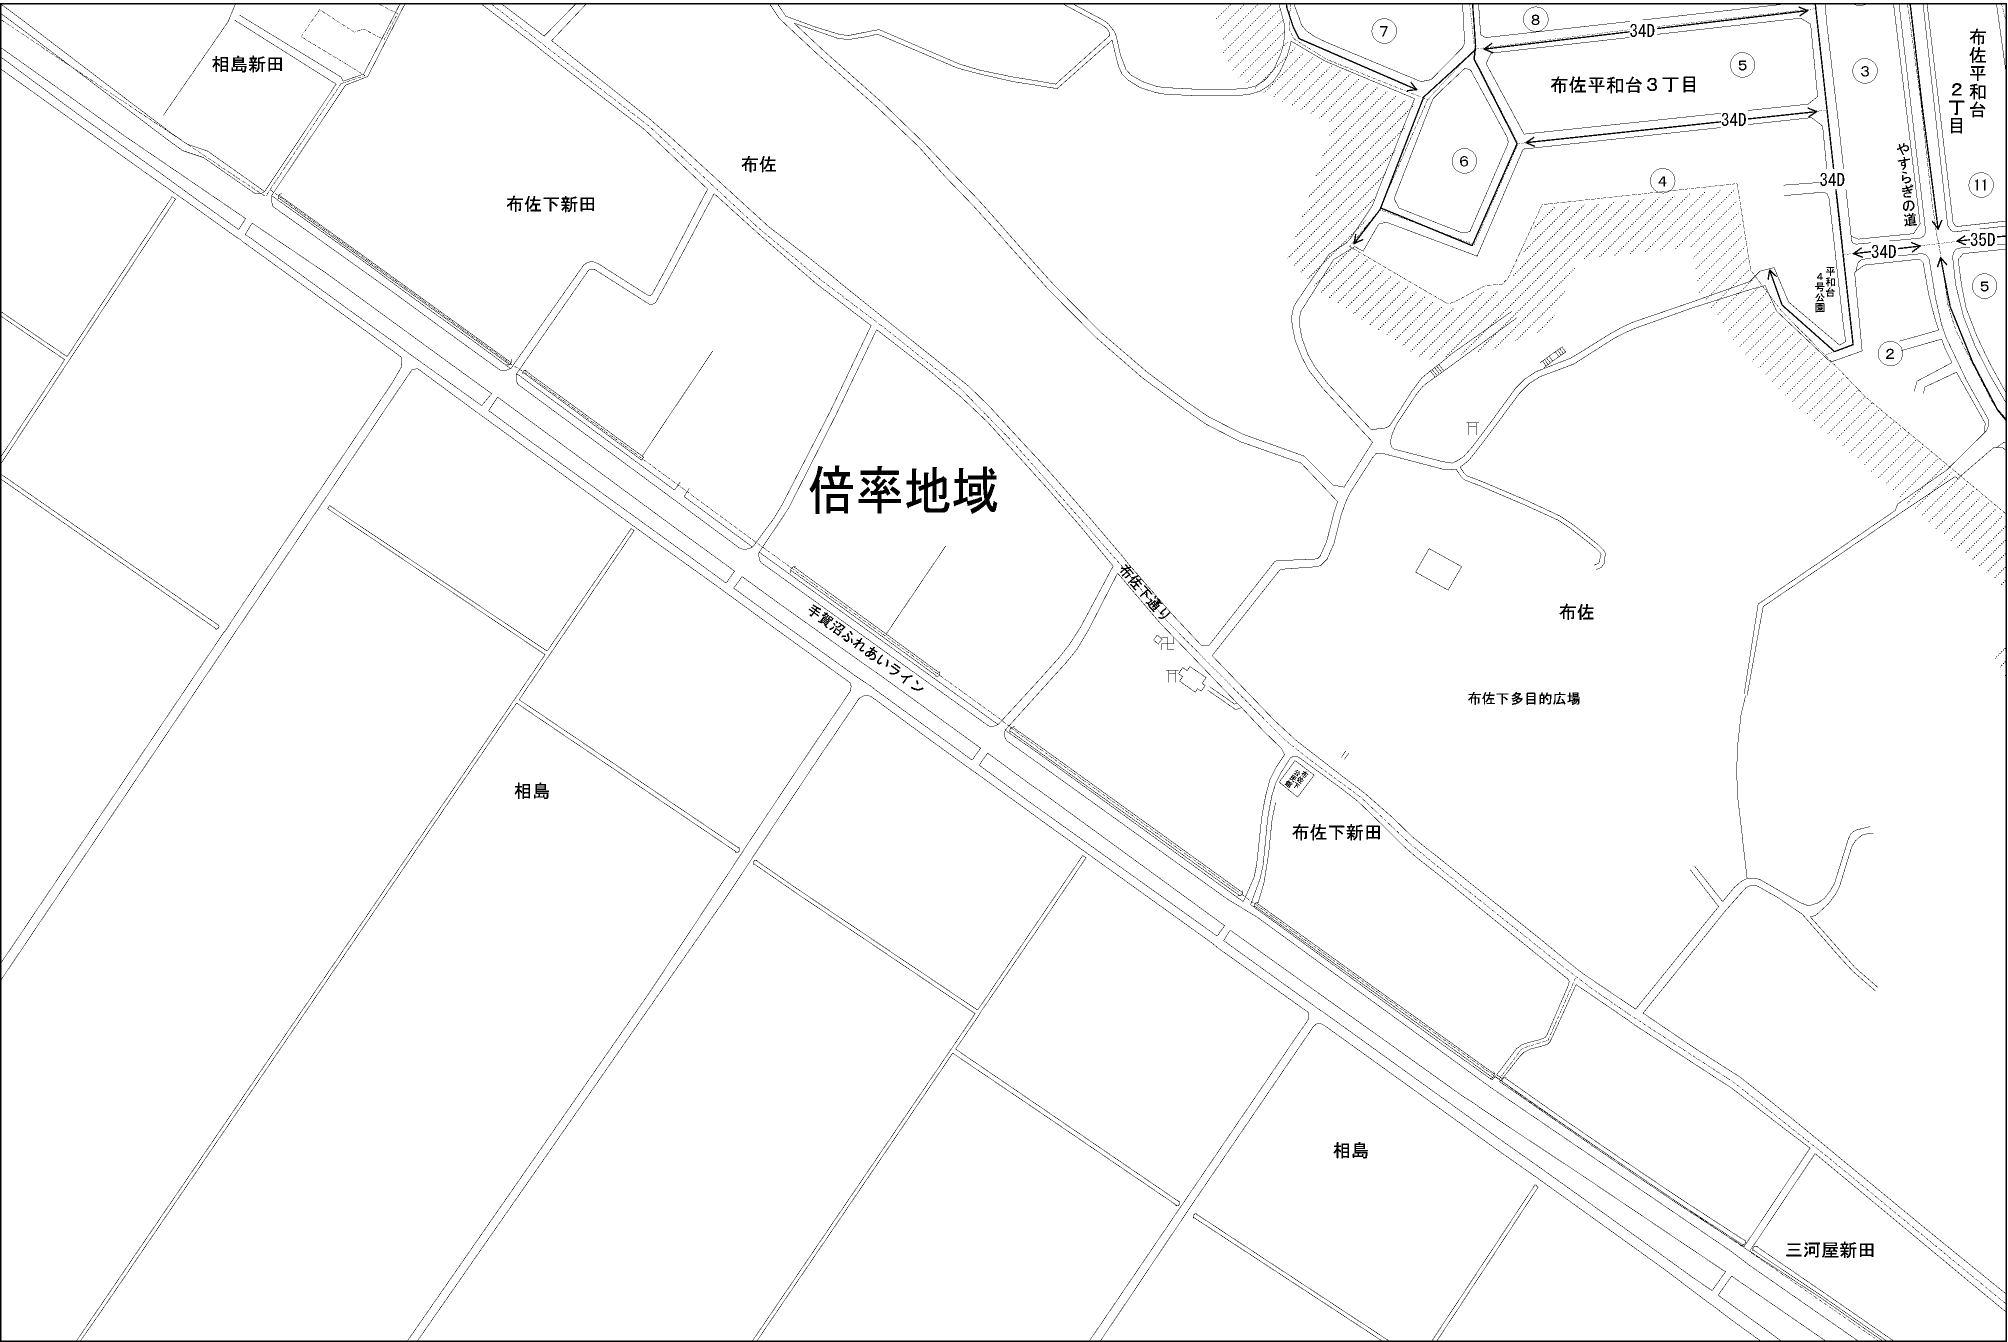 ⑦
⑧
34D
⑤
布佐平和台３丁目
③
布佐平和台
２丁目
相島新田
34D
布佐
⑥
④
34D
やすらぎの道
⑪
布佐下新田
34D
35D
平和台
４号公園
⑤
②
倍率地域
布佐下通り
手賀沼ふれあいライン
布佐
布佐下多目的広場
相島
布佐下新田
相島
三河屋新田